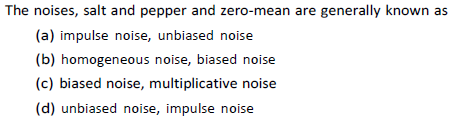 The noises, salt and pepper and zero-mean are generally known as
(a) impulse noise, unbiased noise
(b) homogeneous noise, biased noise
(c) biased noise, multiplicative noise
(d) unbiased noise, impulse noise